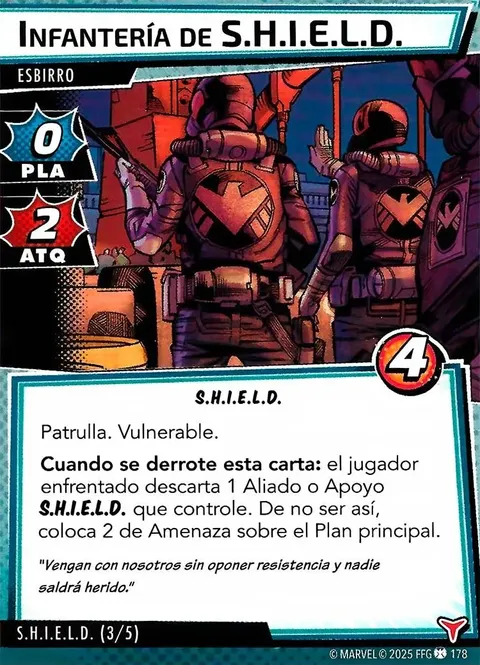 INFANTERÍA DE S.H.I.E.L.D.
ESBIRRO
0
PLA
2
ATQ
4
S.H.I.E.L.D.
Patrulla. Vulnerable.
Cuando se derrote esta carta: el jugador
enfrentado descarta 1 Aliado o Apoyo
S.H.I.E.L.D. que controle. De no ser así,
coloca 2 de Amenaza sobre el Plan principal.
"Vengan con nosotros sin oponer resistencia y nadie
saldrá herido."
S.H.I.E.L.D. (3/5)
© MARVEL © 2025 FFG 178